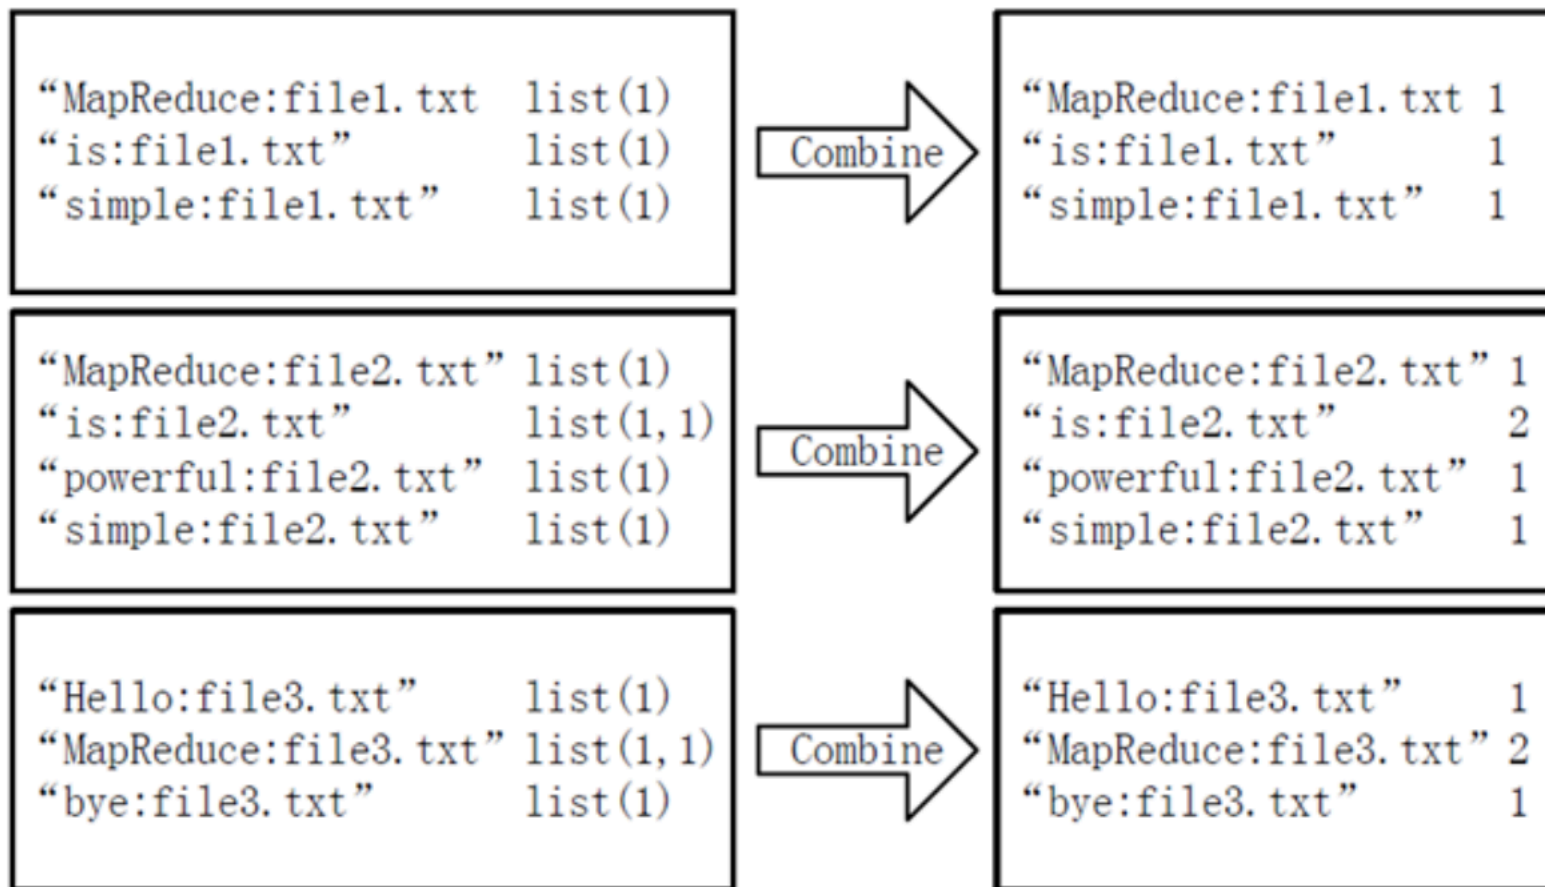 “MapReduce:file1.txt list(1)
“is:file1.txt” list(1)
“simple:file1.txt” list(1)
Combine
“MapReduce:file1.txt 1
“is:file1.txt” 1
“simple:file1.txt” 1
“MapReduce:file2.txt” list(1)
“is:file2.txt” list(1,1)
“powerful:file2.txt” list(1)
“simple:file2.txt” list(1)
Combine
“MapReduce:file2.txt” 1
“is:file2.txt” 2
“powerful:file2.txt” 1
“simple:file2.txt” 1
“Hello:file3.txt” list(1)
“MapReduce:file3.txt” list(1,1)
“bye:file3.txt” list(1)
Combine
“Hello:file3.txt” 1
“MapReduce:file3.txt” 2
“bye:file3.txt” 1